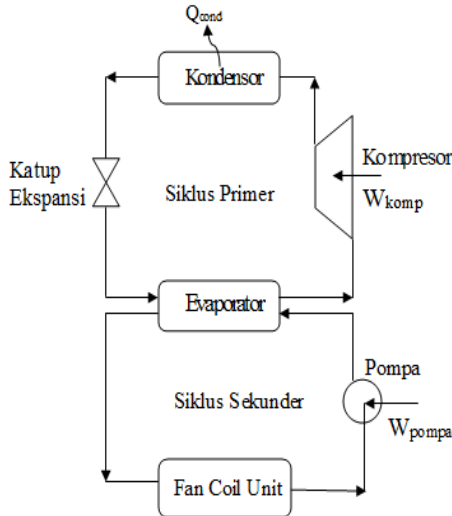 Qcond
Kondensor
Katup
Ekspansi
Siklus Primer
Kompresor
Wkomp
Evaporator
Pompa
Siklus Sekunder
Wpompa
Fan Coil Unit